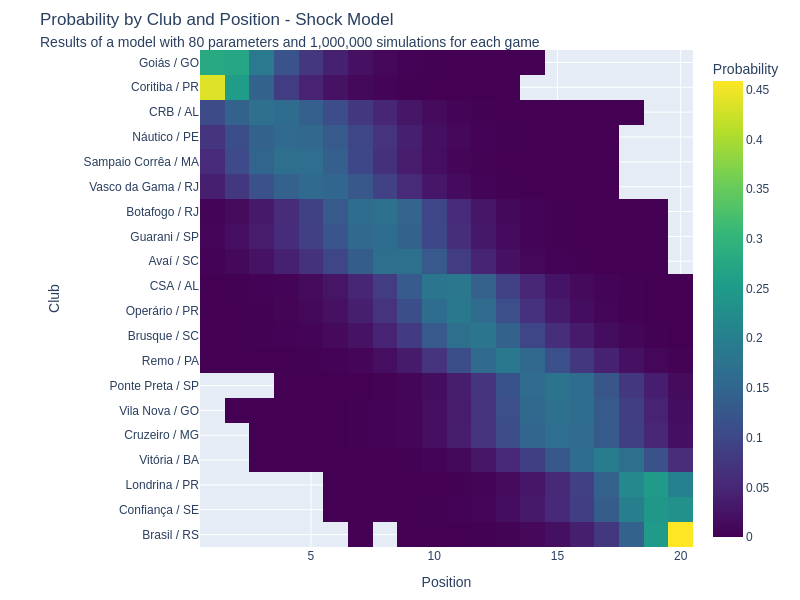 Probability by Club and Position - Shock Model
Results of a model with 80 parameters and 1,000,000 simulations for each game
Probability
Goiás / GO
Coritiba / PR
CRB / AL
Náutico / PE
Sampaio Corrêa / MA
Vasco da Gama / RJ
Botafogo / RJ
Guarani / SP
Avaí / SC
CSA / AL
Operário / PR
Brusque / SC
Remo / PA
Ponte Preta / SP
Vila Nova / GO
Cruzeiro / MG
Vitória / BA
Londrina / PR
Confiança / SE
Brasil / RS
Club
5
10
15
20
Position
0.45
0.4
0.35
0.3
0.25
0.2
0.15
0.1
0.05
0